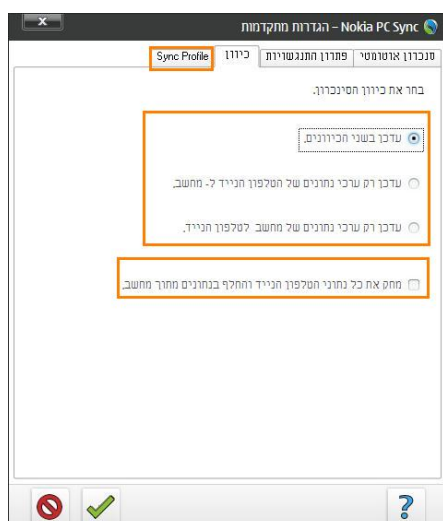 Nokia PC Sync – הגדרות מתקדמות
סנכרון אוטומטי פתרון התנגשויות כיוון Sync Profile
בחר את כיוון הסינכרון.
עדכן בשני הכיוונים.
עדכן רק ערכי נתונים של הטלפון הנייד ל- מחשב.
עדכן רק ערכי נתונים של מחשב לטלפון הנייד.
מחק את כל נתוני הטלפון הנייד והחלף בנתונים מתוך מחשב.